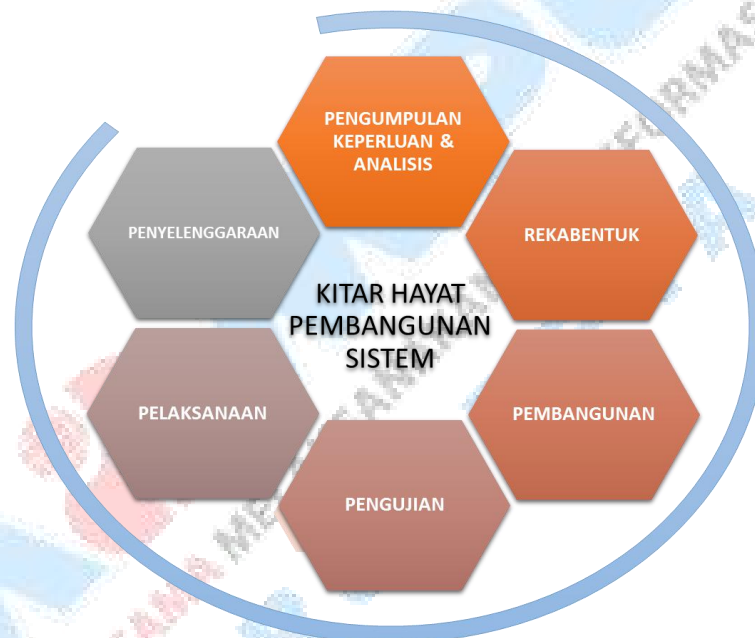 PENGUMPULAN
KEPERLUAN &
ANALISIS
REKABENTUK
PEMBANGUNAN
PENGUJIAN
PELAKSANAAN
PENYELENGGARAAN
KITAR HAYAT
PEMBANGUNAN
SISTEM